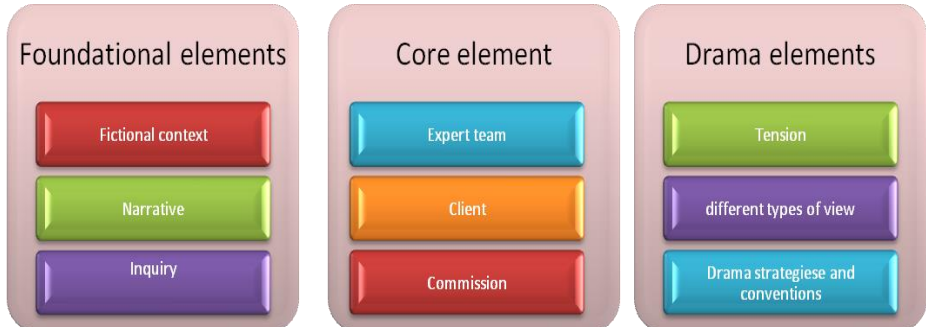 Foundational elements
Fictional context
Narrative
Inquiry
Core element
Expert team
Client
Commission
Drama elements
Tension
different types of view
Drama strategiese and
conventions